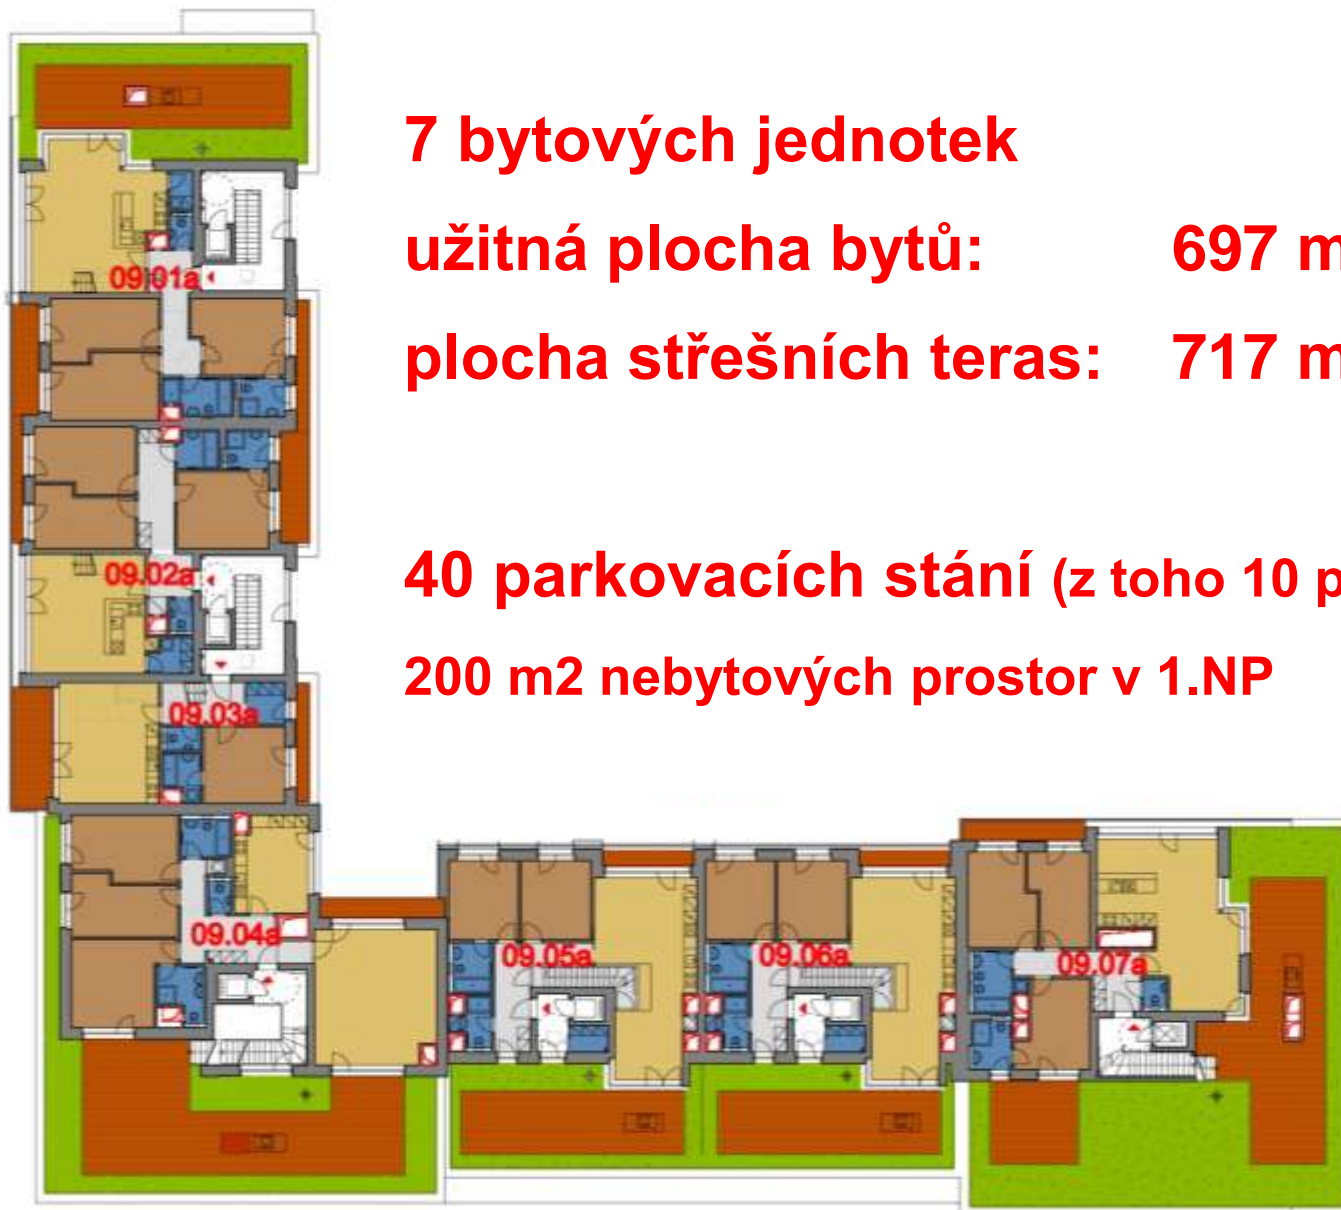 7 bytových jednotek
užitná plocha bytů: 697 m
plocha střešních teras: 717 m
40 parkovacích stání (z toho 10 p
200 m2 nebytových prostor v 1.NP
09.01a
09.02a
09.03a
09.04a
09.05a
09.06a
09.07a